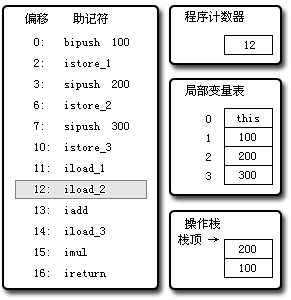 偏移 助记符
0: bipush 100
2: istore_1
3: sipush 200
6: istore_2
7: sipush 300
10: istore_3
11: iload_1
12: iload_2
13: iadd
14: iload_3
15: imul
16: ireturn
程序计数器
12
局部变量表
0 this
1 100
2 200
3 300
操作栈
栈顶 →
200
100